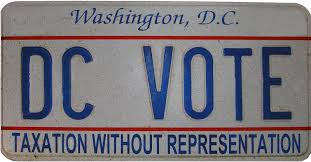 Washington, D.C.
DC VOTE
TAXATION WITHOUT REPRESENTATION